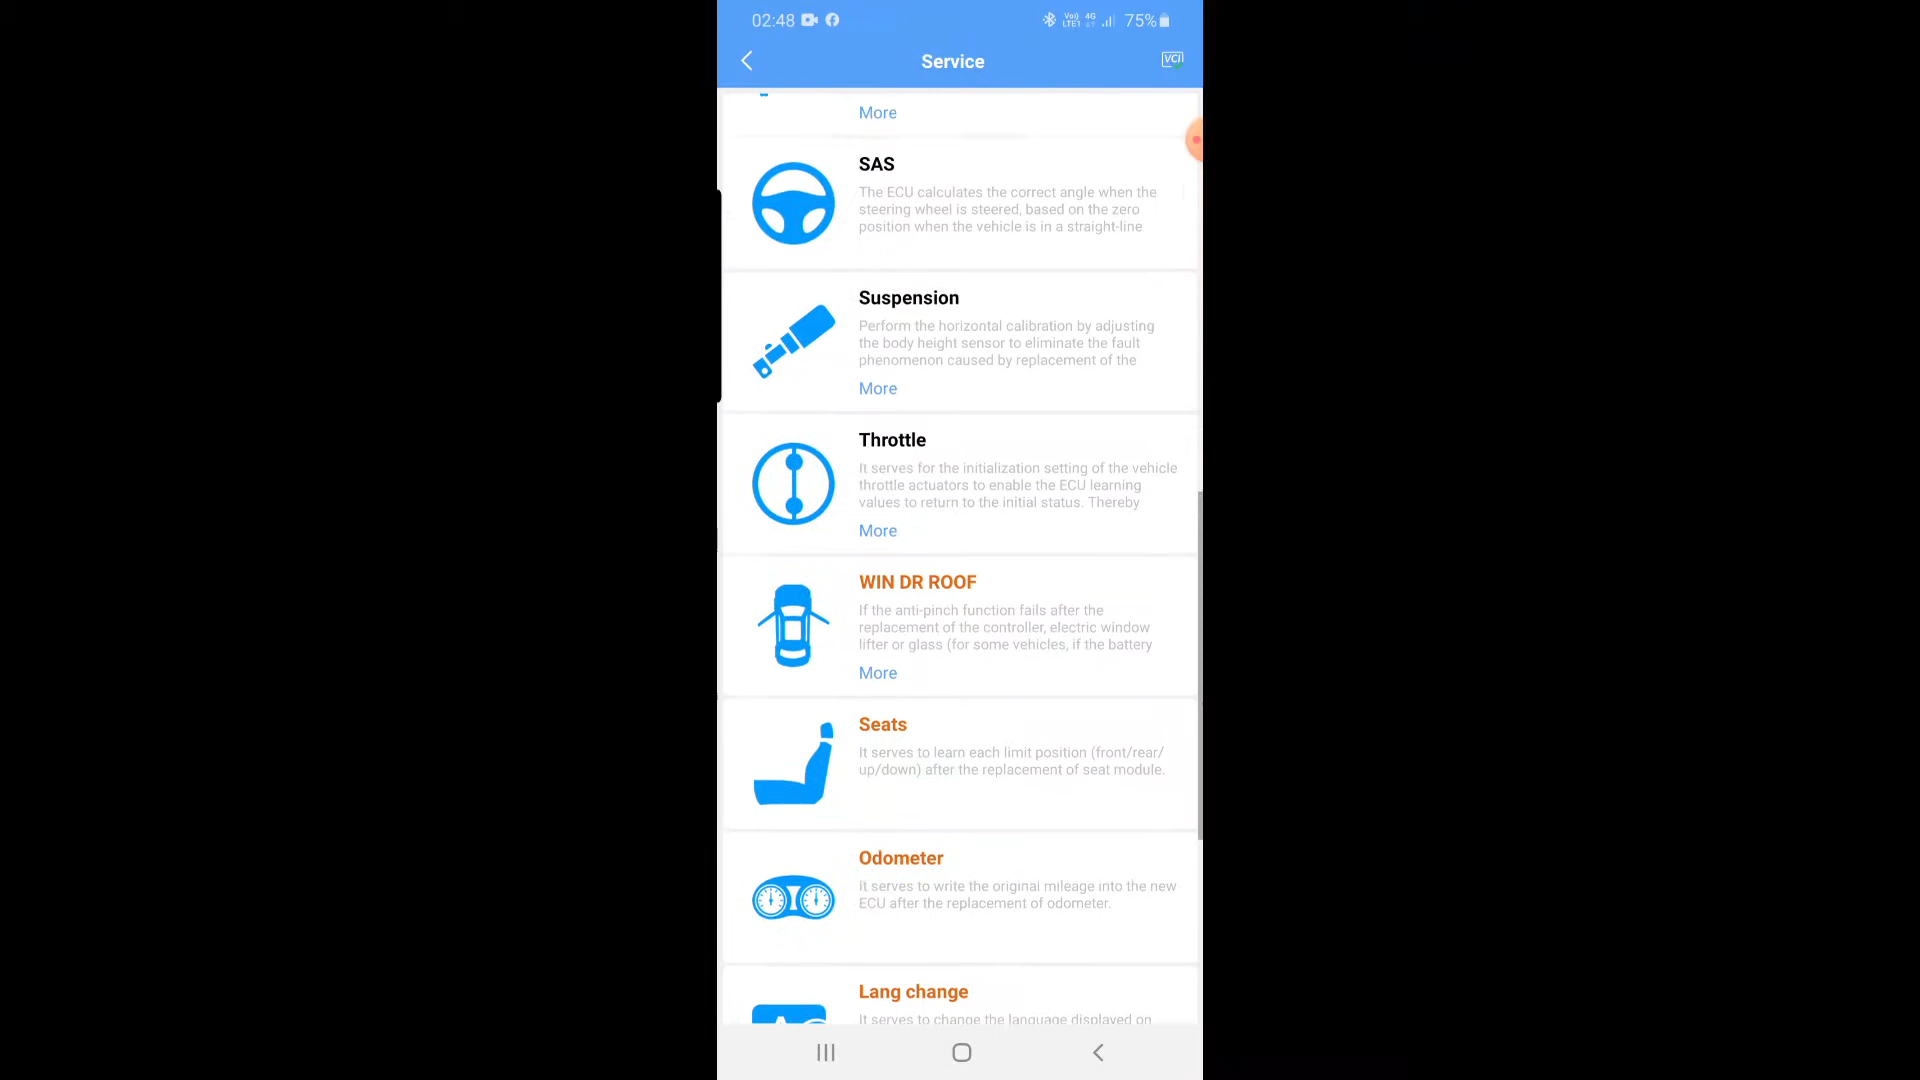 02:48
Vo))
LTE1
4G
75%
Service
VCI
More
SAS
The ECU calculates the correct angle when the
steering wheel is steered, based on the zero
position when the vehicle is in a straight-line
Suspension
Perform the horizontal calibration by adjusting
the body height sensor to eliminate the fault
phenomenon caused by replacement of the
More
Throttle
It serves for the initialization setting of the vehicle
throttle actuators to enable the ECU learning
values to return to the initial status. Thereby
More
WIN DR ROOF
If the anti-pinch function fails after the
replacement of the controller, electric window
lifter or glass (for some vehicles, if the battery
More
Seats
It serves to learn each limit position (front/rear/
up/down) after the replacement of seat module.
Odometer
It serves to write the original mileage into the new
ECU after the replacement of odometer.
Lang change
It serves to change the language displayed on